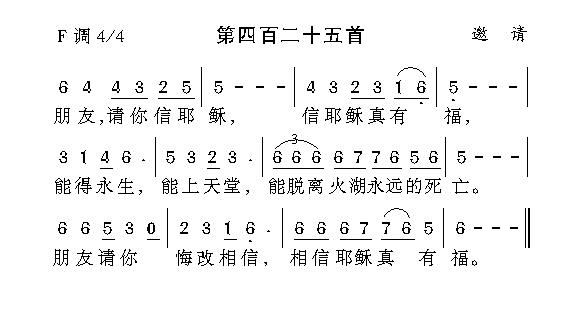 F 调 4/4 第四百二十五首 邀 请
6 4 4 3 2 5 | 5 - - - | 4 3 2 3 1 6 | 5 - - - |
朋友,请你信耶 稣, 信耶稣真有 福,
3 1 4 6 . | 5 3 2 3 . | 6 6 6 6 7 7 6 5 6 | 5 - - - |
能得永生, 能上天堂, 能脱离火湖永远的死 亡。
6 6 5 3 0 | 2 3 1 6 . | 6 6 6 7 7 6 5 | 6 - - - ‖
朋友请你 悔改相信, 相信耶稣真 有 福。